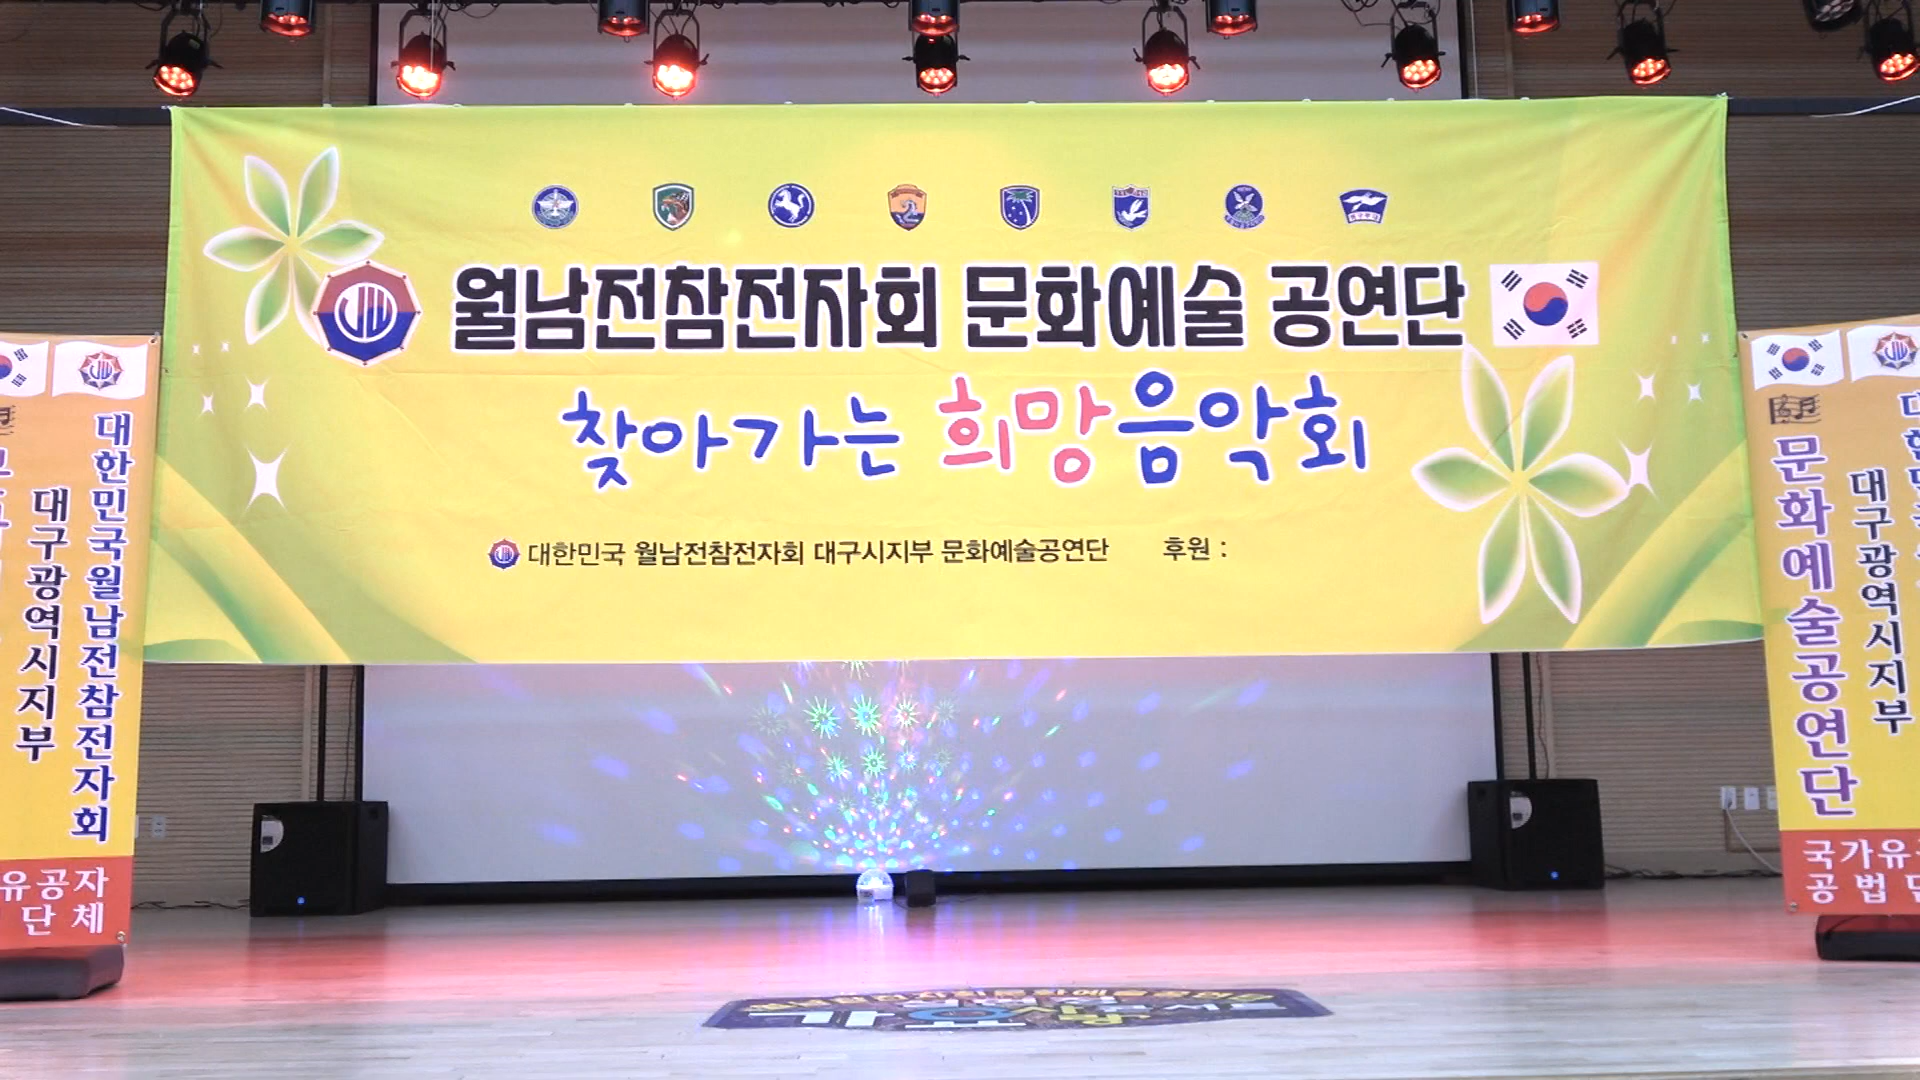 월남전참전자회 문화예술 공연단
찾아가는 희망음악회
대한민국 월남전참전자회 대구시지부 문화예술공연단 후원 :
대한민국월남전참전자회
대구광역시지부
유공자
단체
문화예술공연단
대구광역시지부
국가유
공법단